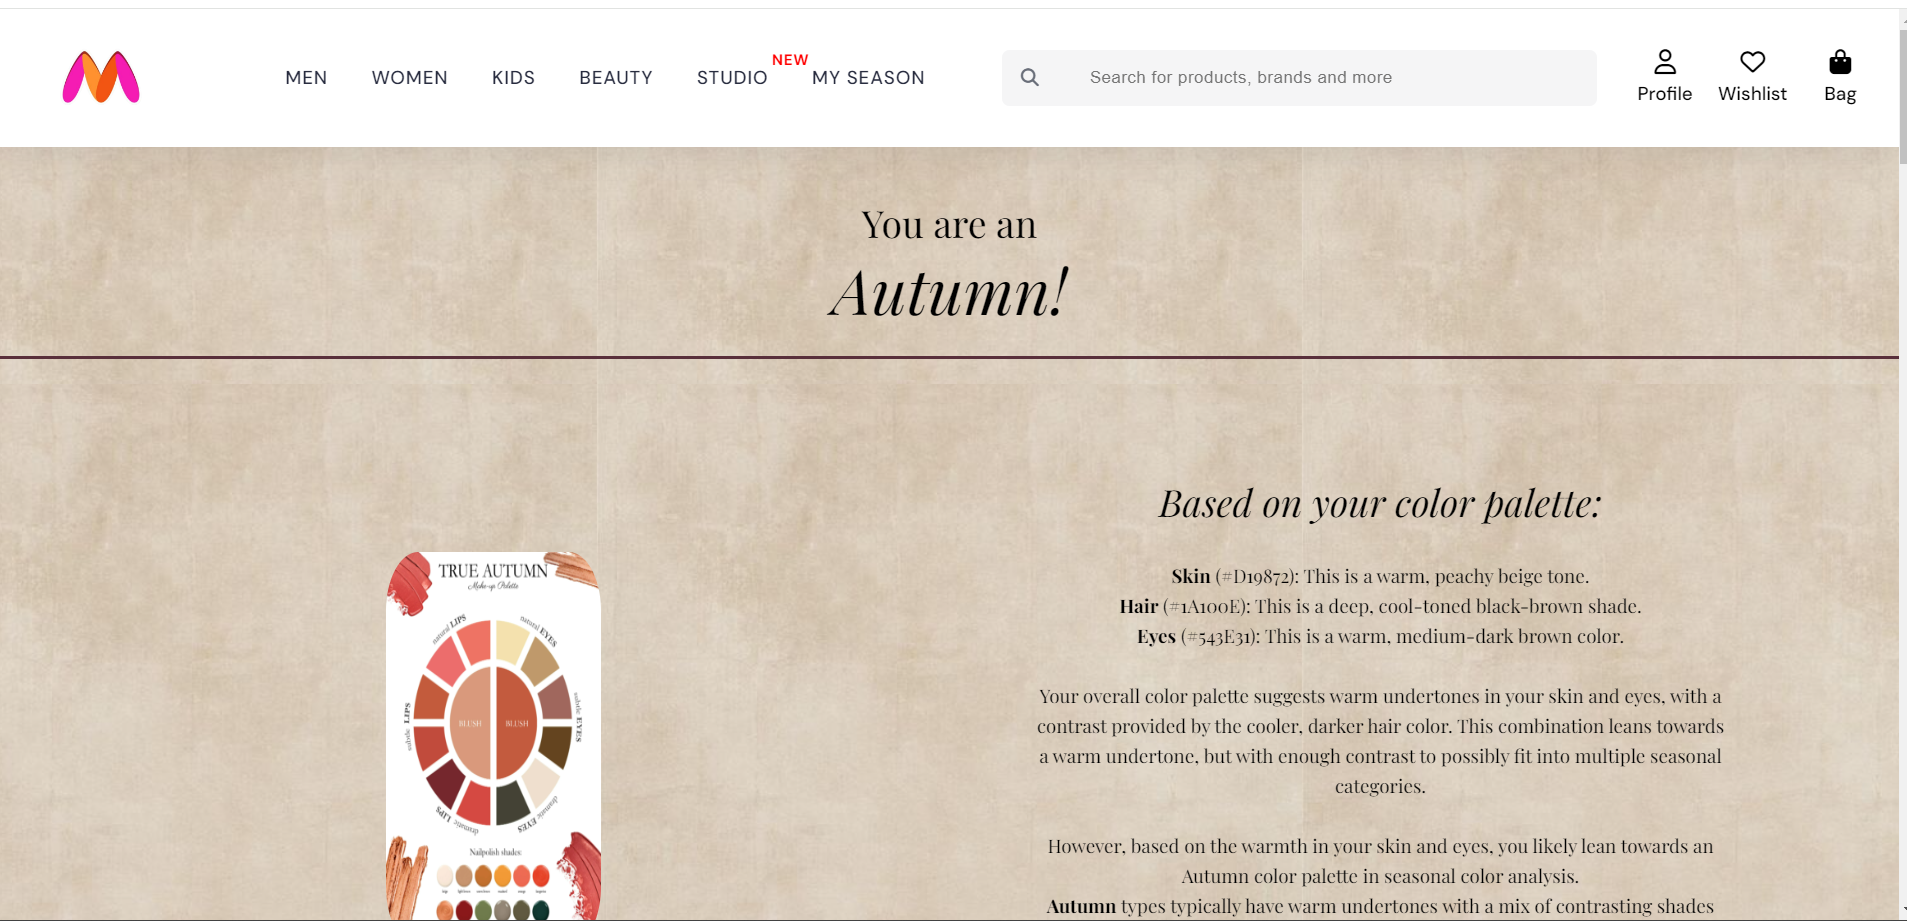 NEW
MEN WOMEN KIDS BEAUTY STUDIO MY SEASON
Search for products, brands and more
Profile Wishlist Bag
You are an
Autumn!
Based on your color palette:
Skin (#D19872): This is a warm, peachy beige tone.
Hair (#1A100E): This is a deep, cool-toned black-brown shade.
Eyes (#543E31): This is a warm, medium-dark brown color.
Your overall color palette suggests warm undertones in your skin and eyes, with a
contrast provided by the cooler, darker hair color. This combination leans towards
a warm undertone, but with enough contrast to possibly fit into multiple seasonal
categories.
However, based on the warmth in your skin and eyes, you likely lean towards an
Autumn color palette in seasonal color analysis.
Autumn types typically have warm undertones with a mix of contrasting shades
TRUE AUTUMN
Make-up Palette
natural LIPS
natural EYES
subtle LIPS
subtle EYES
BLUSH BLUSH
dramatic LIPS
dramatic EYES
Nailpolish shades: